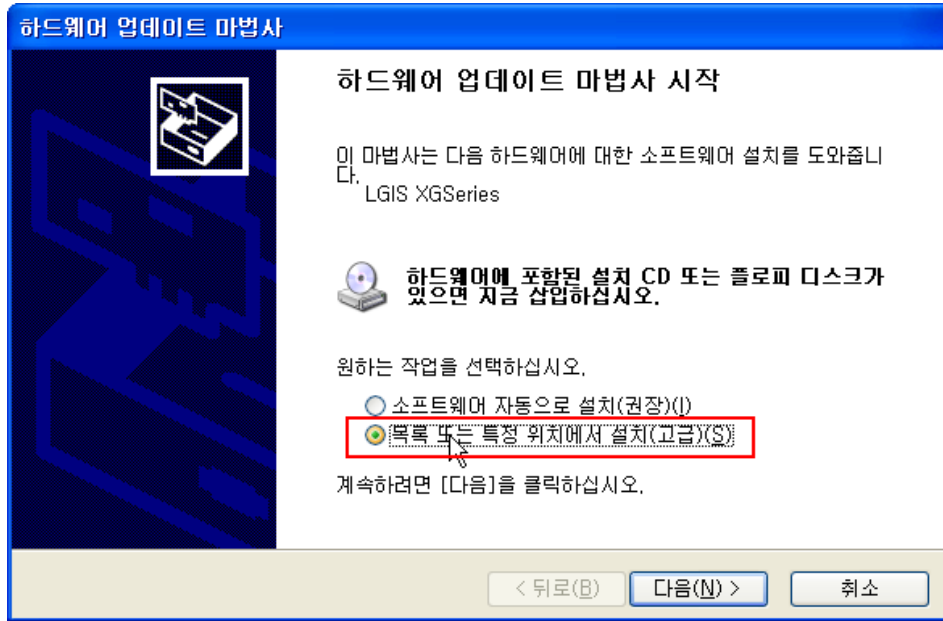 하드웨어 업데이트 마법사
하드웨어 업데이트 마법사 시작
이 마법사는 다음 하드웨어에 대한 소프트웨어 설치를 도와줍니
다.
LGIS XGSeries
하드웨어에 포함된 설치 CD 또는 플로피 디스크가
있으면 지금 삽입하십시오.
원하는 작업을 선택하십시오.
소프트웨어 자동으로 설치(권장)(I)
목록 또는 특정 위치에서 설치(고급)(S)
계속하려면 [다음]을 클릭하십시오.
< 뒤로(B) 다음(N) > 취소